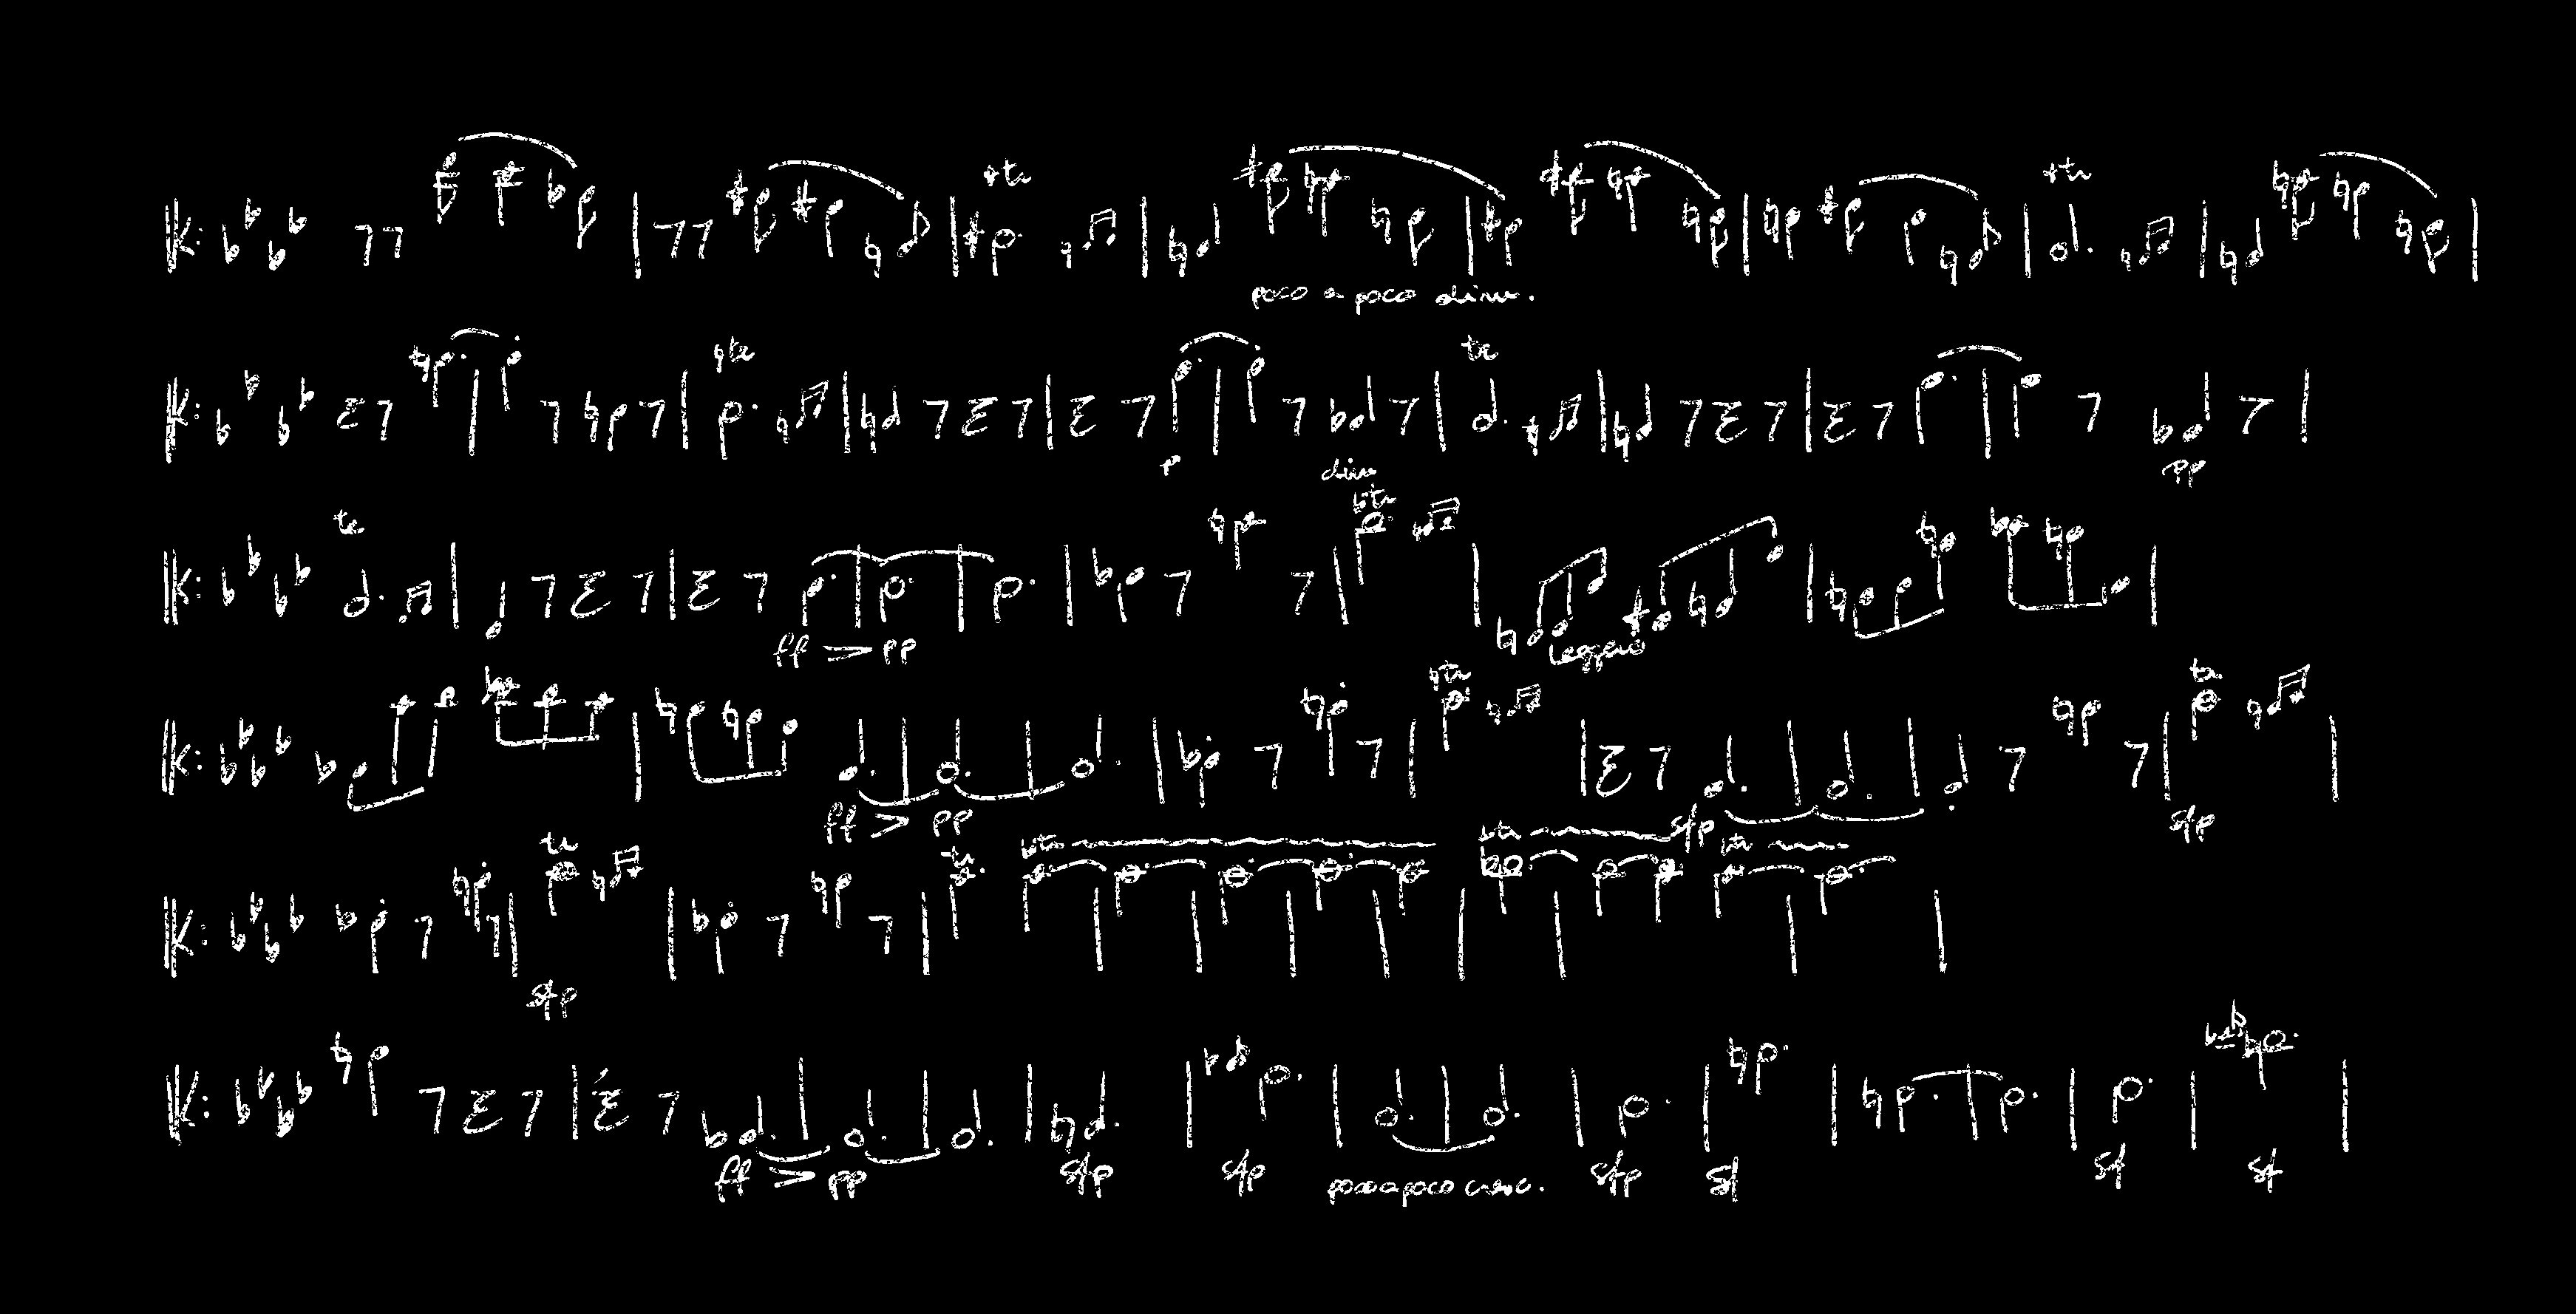 tr tr
poco a poco dim.
tr tr
p dim pp
tr tr
ff pp leggero
tr tr
ff pp sfp sfp
tr tr tr tr tr
sfp
ff pp sfp sfp poco a poco cresc. sfp sf sf sf